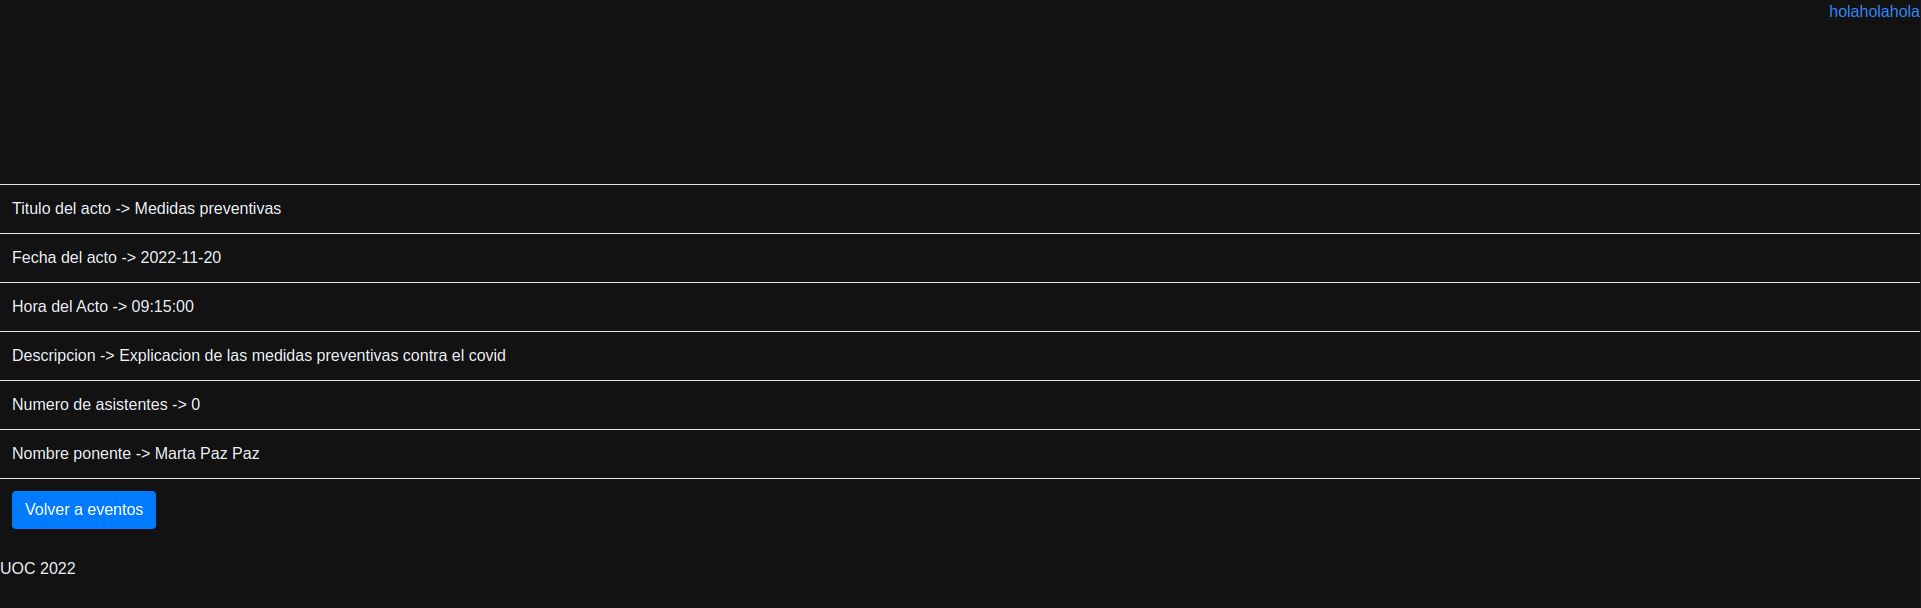 holaholahola
Titulo del acto -> Medidas preventivas
Fecha del acto -> 2022-11-20
Hora del Acto -> 09:15:00
Descripcion -> Explicacion de las medidas preventivas contra el covid
Numero de asistentes -> 0
Nombre ponente -> Marta Paz Paz
Volver a eventos
UOC 2022